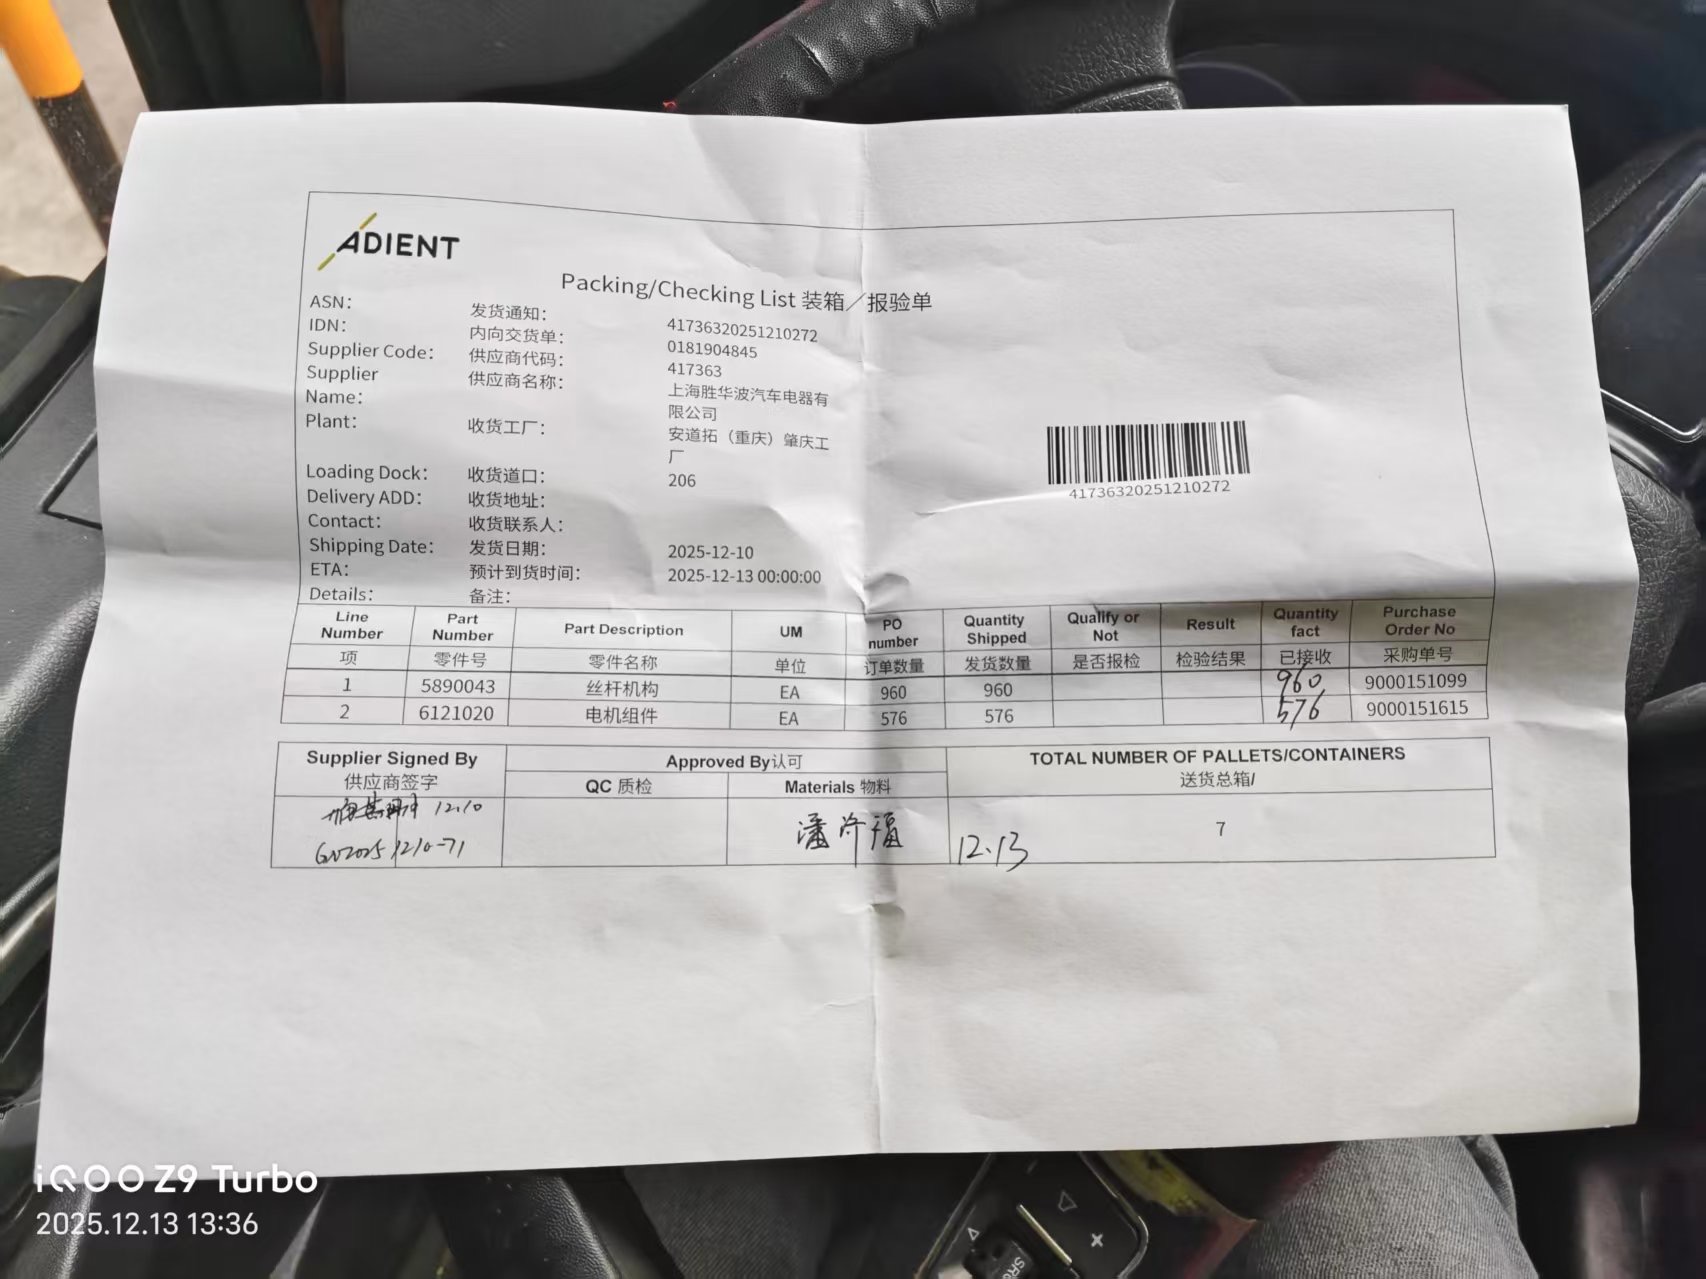 ADIENT
Packing/Checking List 装箱／报验单
ASN: 发货通知: 41736320251210272
IDN: 内向交货单: 0181904845
Supplier Code: 供应商代码: 417363
Supplier Name: 供应商名称: 上海胜华波汽车电器有
限公司
Plant: 收货工厂: 安道拓（重庆）肇庆工
厂
Loading Dock: 收货道口: 206
Delivery ADD: 收货地址:
Contact: 收货联系人:
Shipping Date: 发货日期: 2025-12-10
ETA: 预计到货时间: 2025-12-13 00:00:00
Details: 备注:
41736320251210272
Line Number Part Number Part Description UM PO number Quantity Shipped Qualify or Not Result Quantity fact Purchase Order No
项 零件号 零件名称 单位 订单数量 发货数量 是否报检 检验结果 已接收 采购单号
1 5890043 丝杆机构 EA 960 960 960 9000151099
2 6121020 电机组件 EA 576 576 576 9000151615
Supplier Signed By Approved By认可 TOTAL NUMBER OF PALLETS/CONTAINERS
供应商签字 QC 质检 Materials 物料 送货总箱/
12.10
潘 福 12.13 7
iQOO Z9 Turbo
2025.12.13 13:36